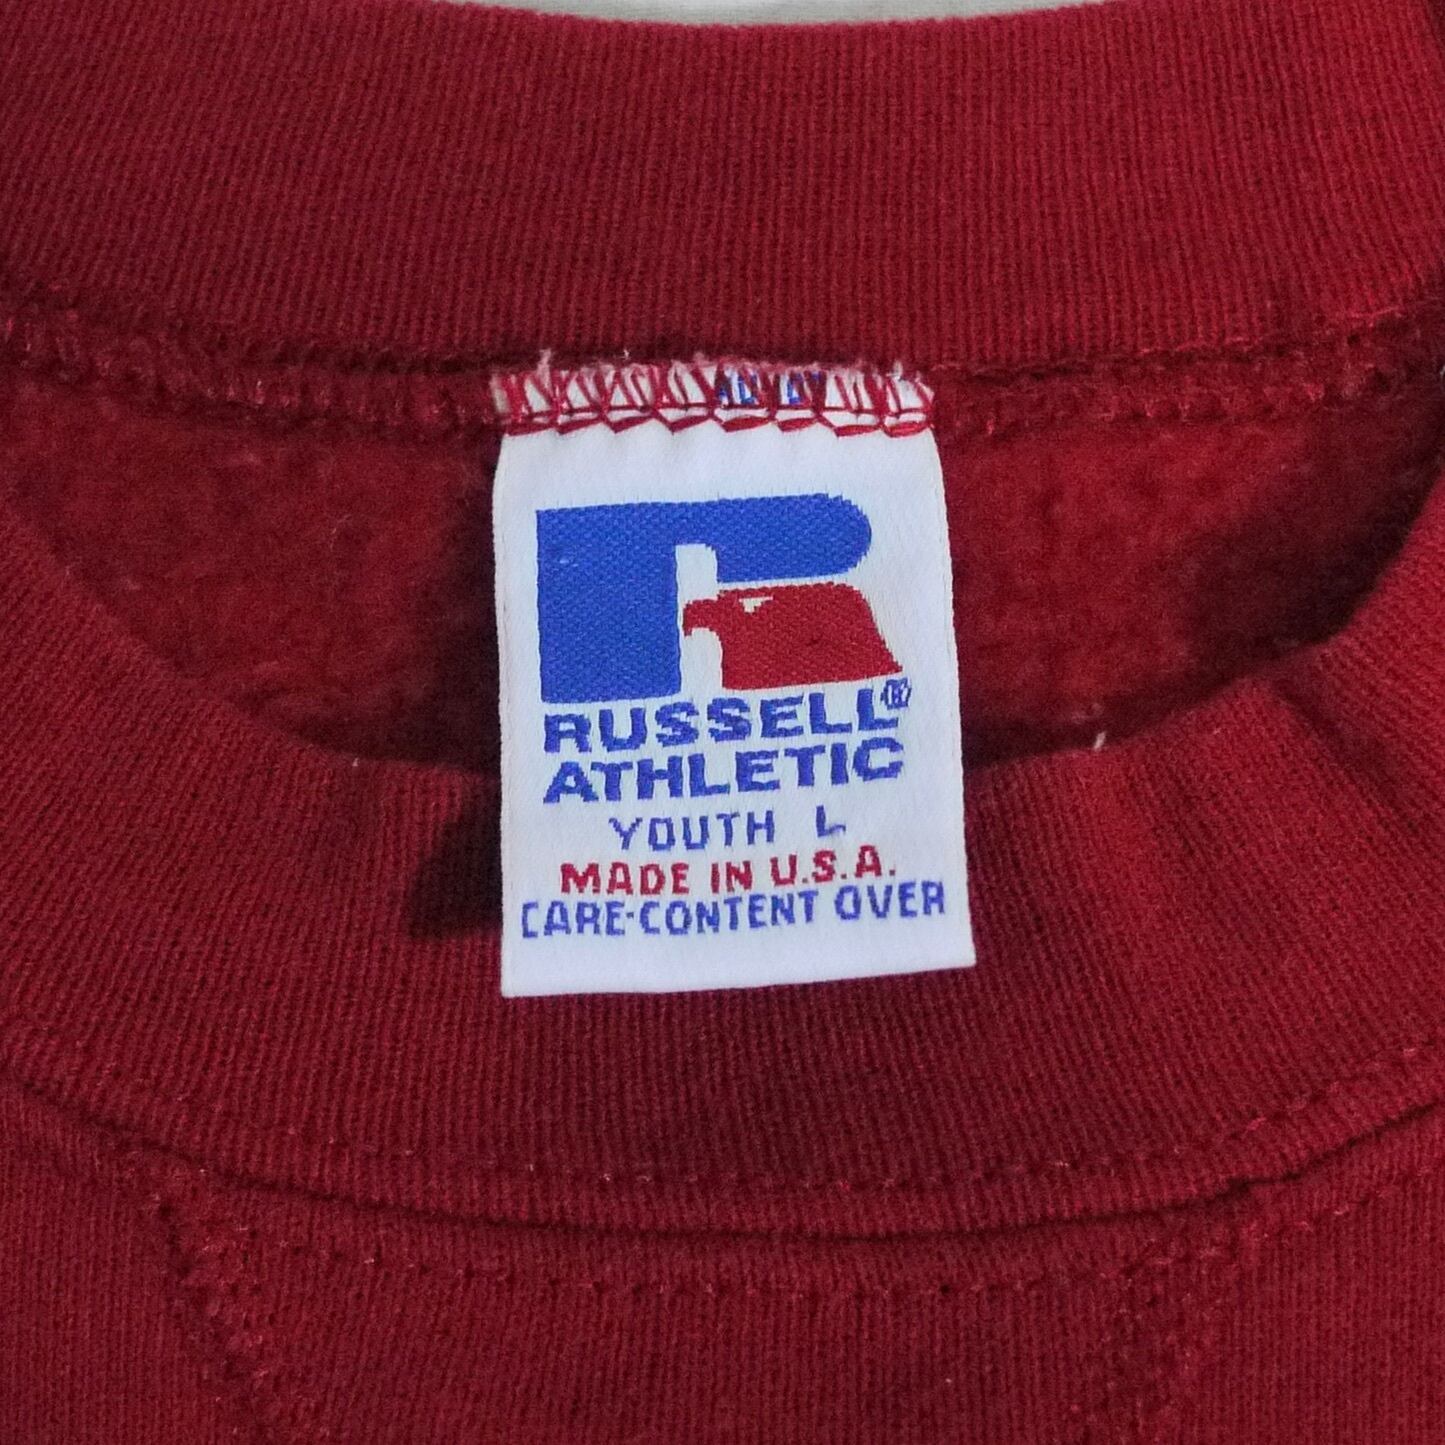 RUSSELL®
ATHLETIC
YOUTH L
MADE IN U.S.A.
CARE-CONTENT OVER